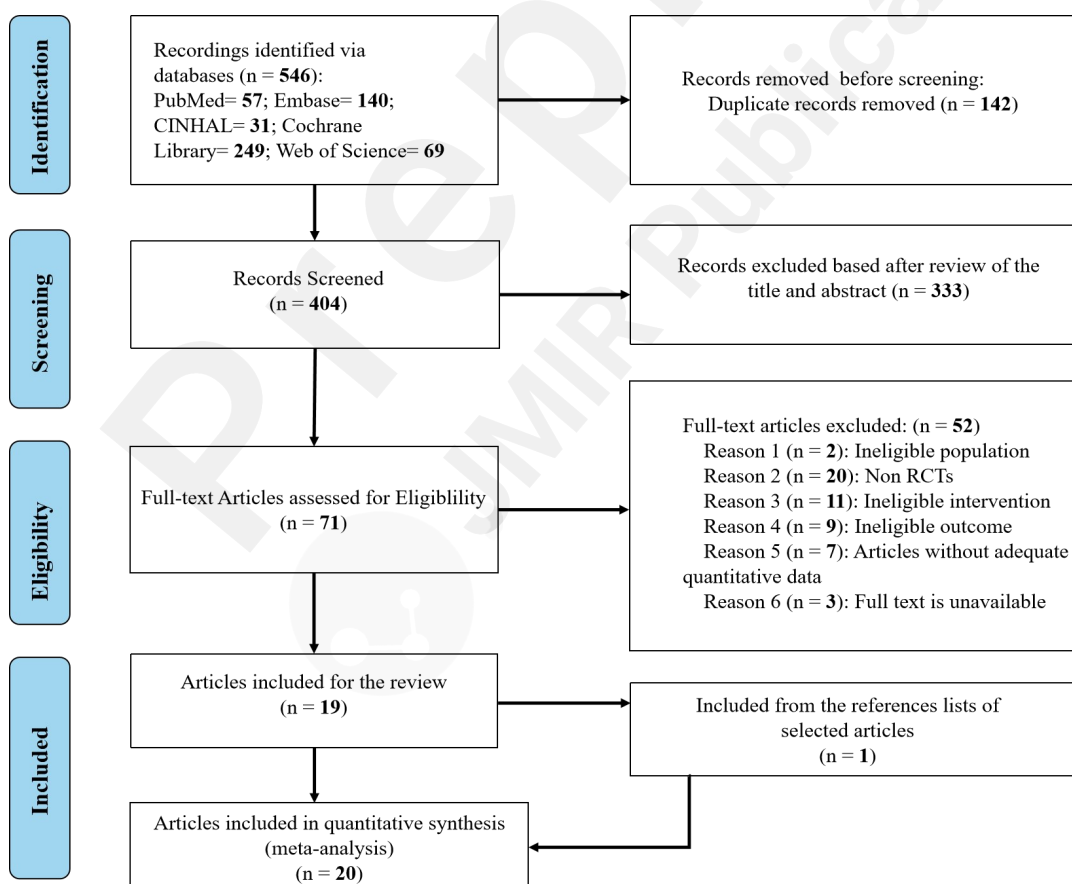 Identification
Recordings identified via
databases (n = 546):
PubMed= 57; Embase= 140;
CINHAL= 31; Cochrane
Library= 249; Web of Science= 69
Records removed before screening:
Duplicate records removed (n = 142)
Screening
Records Screened
(n = 404)
Records excluded based after review of the
title and abstract (n = 333)
Eligibility
Full-text Articles assessed for Eligiblility
(n = 71)
Full-text articles excluded: (n = 52)
Reason 1 (n = 2): Ineligible population
Reason 2 (n = 20): Non RCTs
Reason 3 (n = 11): Ineligible intervention
Reason 4 (n = 9): Ineligible outcome
Reason 5 (n = 7): Articles without adequate
quantitative data
Reason 6 (n = 3): Full text is unavailable
Included
Articles included for the review
(n = 19)
Included from the references lists of
selected articles
(n = 1)
Articles included in quantitative synthesis
(meta-analysis)
(n = 20)
Prep
JMIR Publica